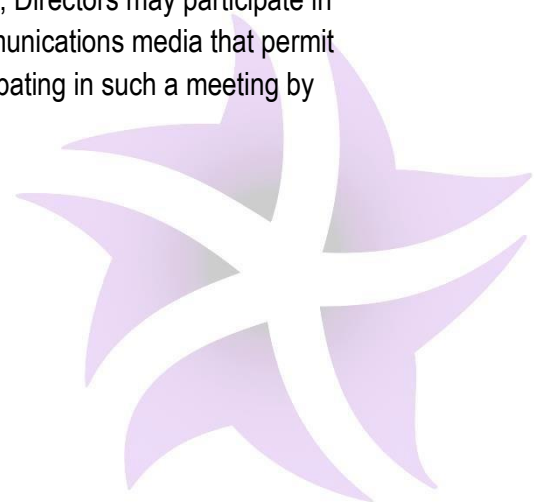 , Directors may participate in
munications media that permit
pating in such a meeting by